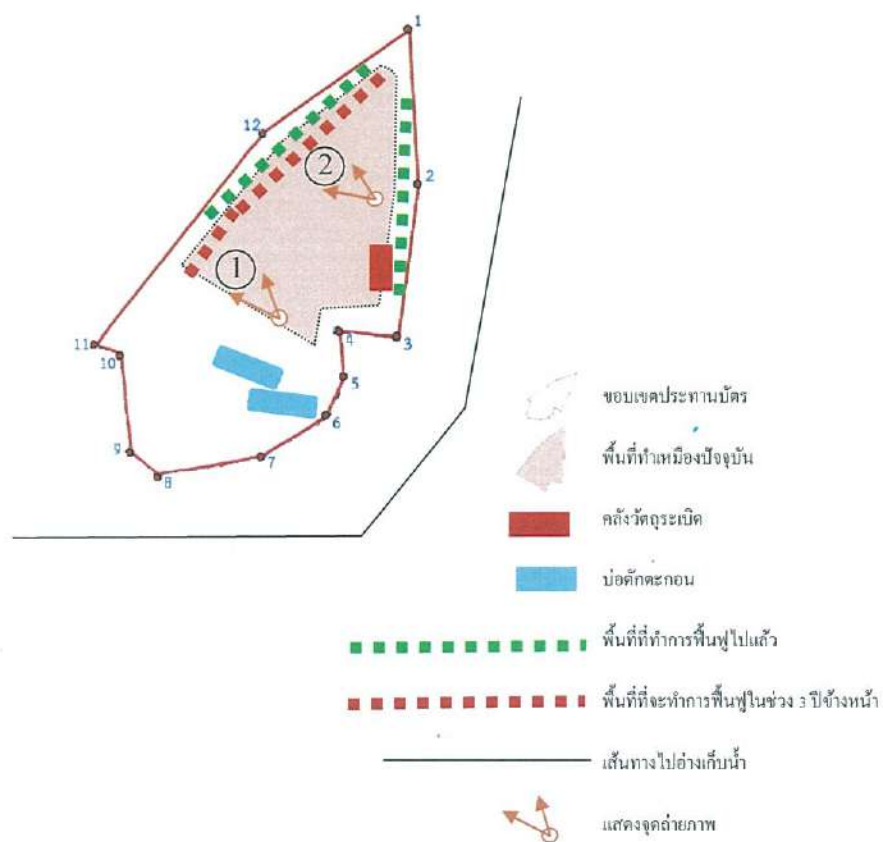 1
12
2
2
1
4
3
11
10
5
6
9
7
8
ขอบเขตประทานบัตร
พื้นที่ทำเหมืองปัจจุบัน
คลังวัตถุระเบิด
บ่อดักตะกอน
พื้นที่ที่ทำการฟื้นฟูไปแล้ว
พื้นที่ที่จะทำการฟื้นฟูในช่วง 3 ปีข้างหน้า
เส้นทางไปอ่างเก็บน้ำ
แสดงจุดถ่ายภาพ